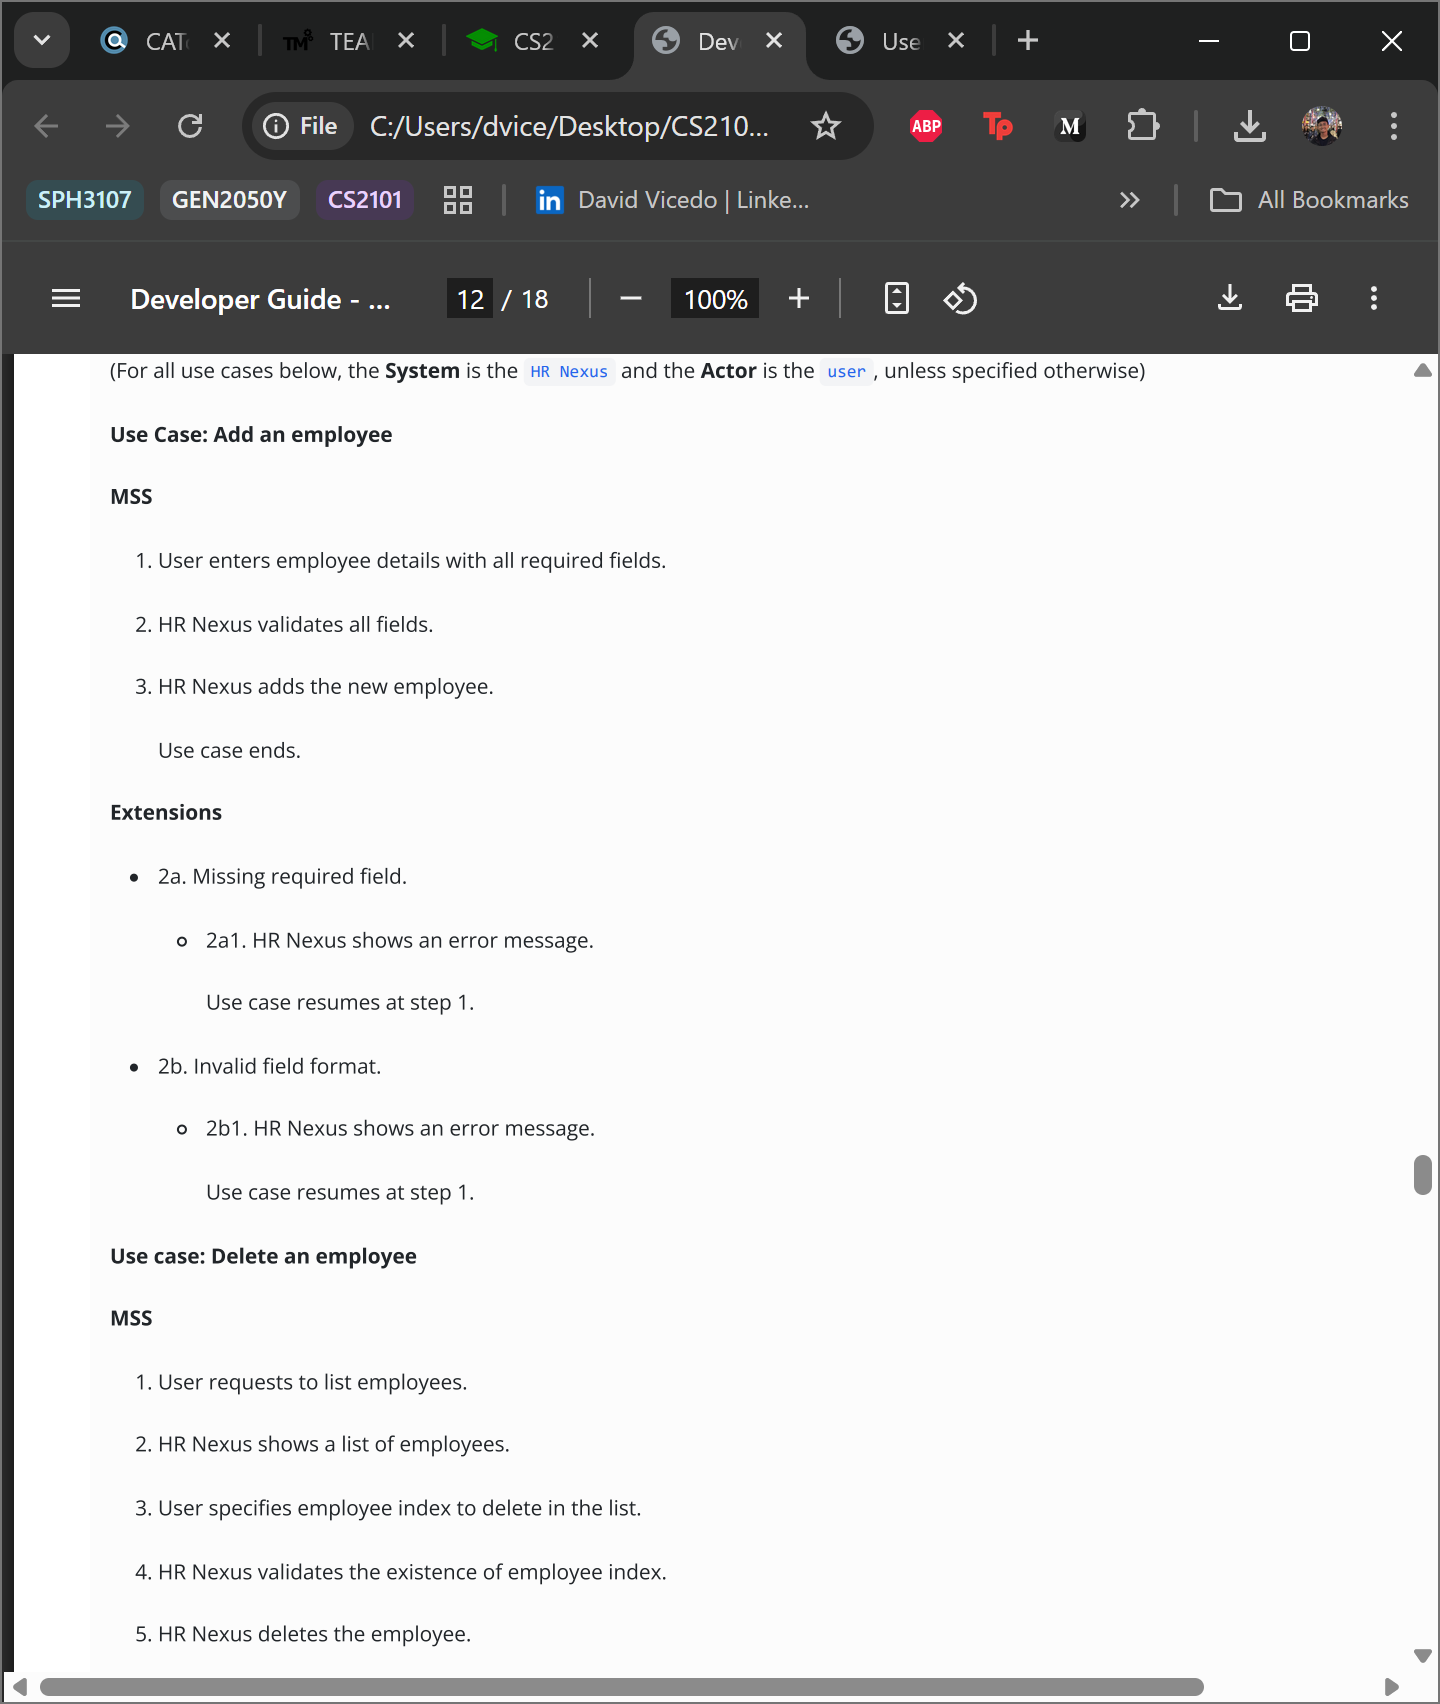 CAT
TEA
CS2
Dev
Use
File
C:/Users/dvice/Desktop/CS210...
ABP
Tp
M
SPH3107
GEN2050Y
CS2101
in
David Vicedo | Linke...
All Bookmarks
Developer Guide - ...
12 / 18
100%
(For all use cases below, the System is the HR Nexus and the Actor is the user, unless specified otherwise)
Use Case: Add an employee
MSS
1. User enters employee details with all required fields.
2. HR Nexus validates all fields.
3. HR Nexus adds the new employee.
Use case ends.
Extensions
2a. Missing required field.
2a1. HR Nexus shows an error message.
Use case resumes at step 1.
2b. Invalid field format.
2b1. HR Nexus shows an error message.
Use case resumes at step 1.
Use case: Delete an employee
MSS
1. User requests to list employees.
2. HR Nexus shows a list of employees.
3. User specifies employee index to delete in the list.
4. HR Nexus validates the existence of employee index.
5. HR Nexus deletes the employee.